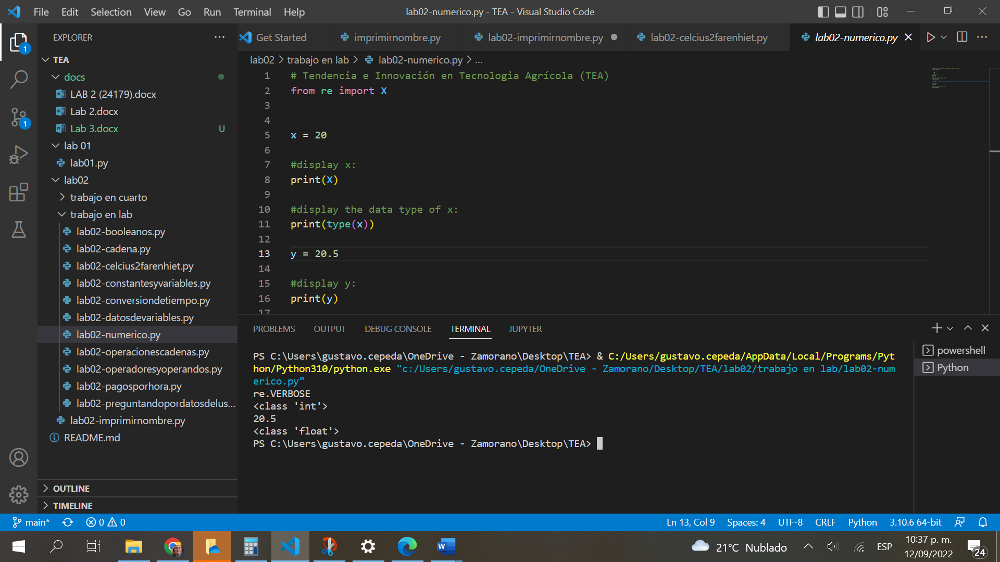 File Edit Selection View Go Run Terminal Help
lab02-numerico.py - TEA - Visual Studio Code
EXPLORER
Get Started
imprimirnombre.py
lab02-imprimirnombre.py
lab02-celcius2farenhiet.py
lab02-numerico.py
1
TEA
docs
LAB 2 (24179).docx
Lab 2.docx
Lab 3.docx U
lab 01
lab01.py
lab02
trabajo en cuarto
trabajo en lab
lab02-booleanos.py
lab02-cadena.py
lab02-celcius2farenhiet.py
lab02-constantesyvariables.py
lab02-conversiondetiempo.py
lab02-datosdevariables.py
lab02-numerico.py
lab02-operacionescadenas.py
lab02-operadoresyoperandos.py
lab02-pagosporhora.py
lab02-preguntandopordatosdelus...
lab02-imprimirnombre.py
README.md
1
OUTLINE
TIMELINE
lab02 > trabajo en lab > lab02-numerico.py > ...
1 # Tendencia e Innovación en Tecnologia Agrícola (TEA)
2 from re import X
3
4
5 x = 20
6
7 #display x:
8 print(X)
9
10 #display the data type of x:
11 print(type(x))
12
13 y = 20.5
14
15 #display y:
16 print(y)
17
PROBLEMS OUTPUT DEBUG CONSOLE TERMINAL JUPYTER
PS C:\Users\gustavo.cepeda\OneDrive - Zamorano\Desktop\TEA> & C:/Users/gustavo.cepeda/AppData/Local/Programs/Pyt
hon/Python310/python.exe "c:/Users/gustavo.cepeda/OneDrive - Zamorano/Desktop/TEA/lab02/trabajo en lab/lab02-num
erico.py"
re.VERBOSE
<class 'int'>
20.5
<class 'float'>
PS C:\Users\gustavo.cepeda\OneDrive - Zamorano\Desktop\TEA>
powershell
Python
main* 0 0
Ln 13, Col 9 Spaces: 4 UTF-8 CRLF Python 3.10.6 64-bit
21°C Nublado
ESP
10:37 p. m.
12/09/2022
24